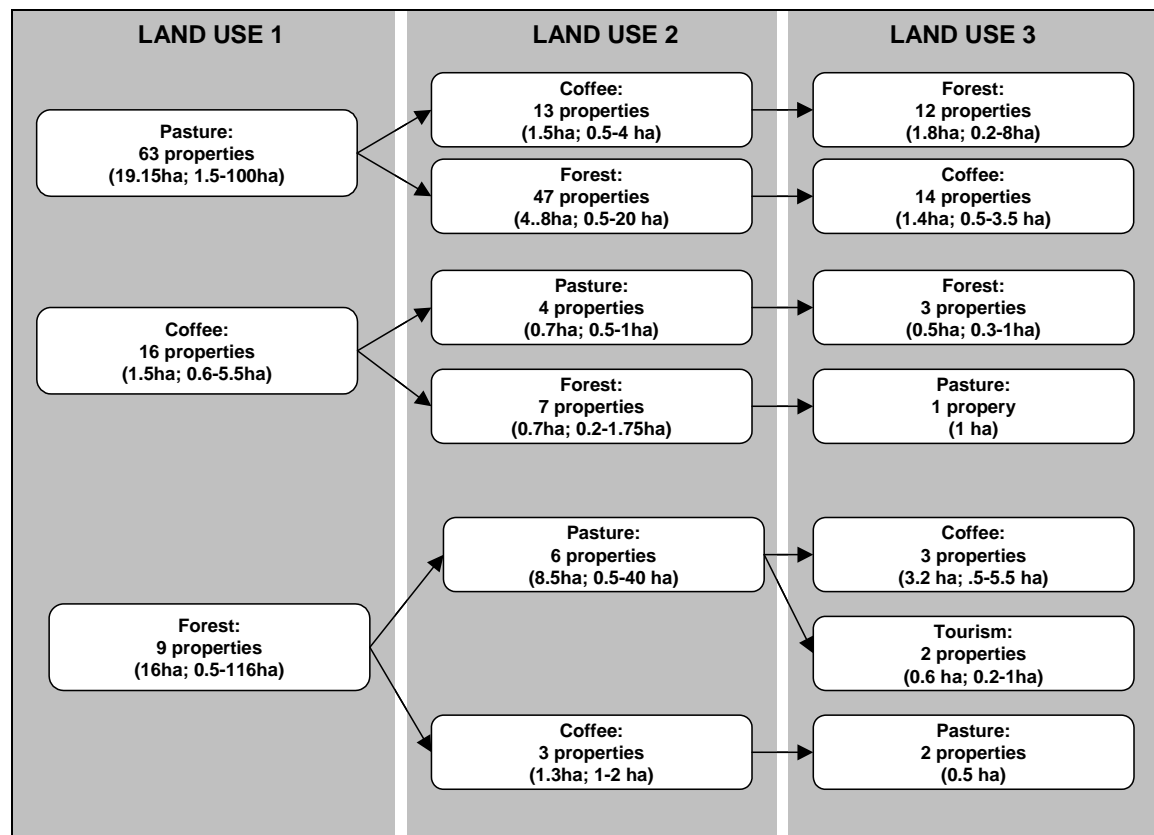 LAND USE 1
LAND USE 2
LAND USE 3
Pasture:
63 properties
(19.15ha; 1.5-100ha)
Coffee:
13 properties
(1.5ha; 0.5-4 ha)
Forest:
12 properties
(1.8ha; 0.2-8ha)
Forest:
47 properties
(4..8ha; 0.5-20 ha)
Coffee:
14 properties
(1.4ha; 0.5-3.5 ha)
Coffee:
16 properties
(1.5ha; 0.6-5.5ha)
Pasture:
4 properties
(0.7ha; 0.5-1ha)
Forest:
3 properties
(0.5ha; 0.3-1ha)
Forest:
7 properties
(0.7ha; 0.2-1.75ha)
Pasture:
1 propery
(1 ha)
Forest:
9 properties
(16ha; 0.5-116ha)
Pasture:
6 properties
(8.5ha; 0.5-40 ha)
Coffee:
3 properties
(3.2 ha; .5-5.5 ha)
Tourism:
2 properties
(0.6 ha; 0.2-1ha)
Coffee:
3 properties
(1.3ha; 1-2 ha)
Pasture:
2 properties
(0.5 ha)